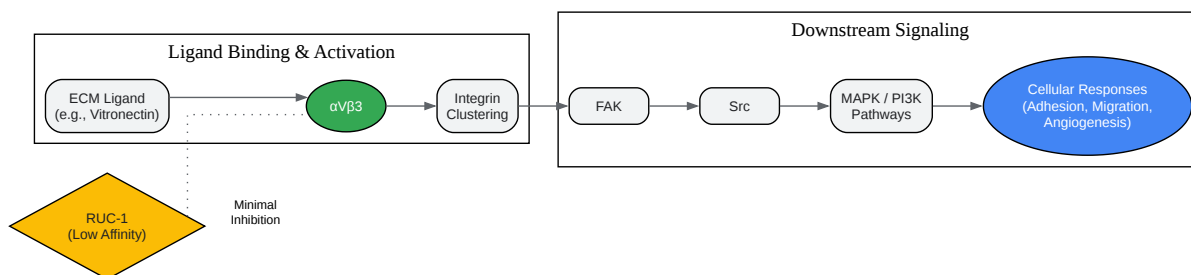 Ligand Binding & Activation
ECM Ligand
(e.g., Vitronectin)
αVβ3
Integrin
Clustering
Downstream Signaling
FAK
Src
MAPK / PI3K
Pathways
Cellular Responses
(Adhesion, Migration,
Angiogenesis)
RUC-1
(Low Affinity)
Minimal
Inhibition